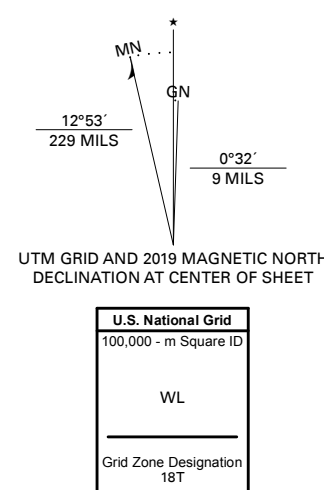 ★
MN
GN
12°53´
229 MILS
0°32´
9 MILS
UTM GRID AND 2019 MAGNETIC NORTH
DECLINATION AT CENTER OF SHEET
U.S. National Grid
100,000 - m Square ID
WL
Grid Zone Designation
18T